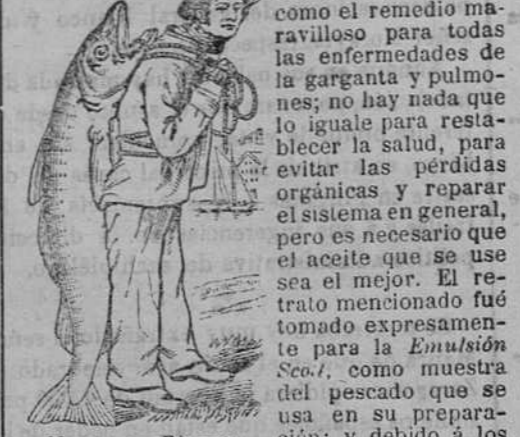 como el remedio ma-
ravilloso para todas
las enfermedades de
la garganta y pulmo-
nes; no hay nada que
lo iguale para resta-
blecer la salud, para
evitar las pérdidas
orgánicas y reparar
el sistema en general,
pero es necesario que
el aceite que se use
sea el mejor. El re-
trato mencionado fué
tomado expresamen-
te para la Emulsión
Scott, como muestra
del pescado que se
usa en su prepara-
ción; y debido á los